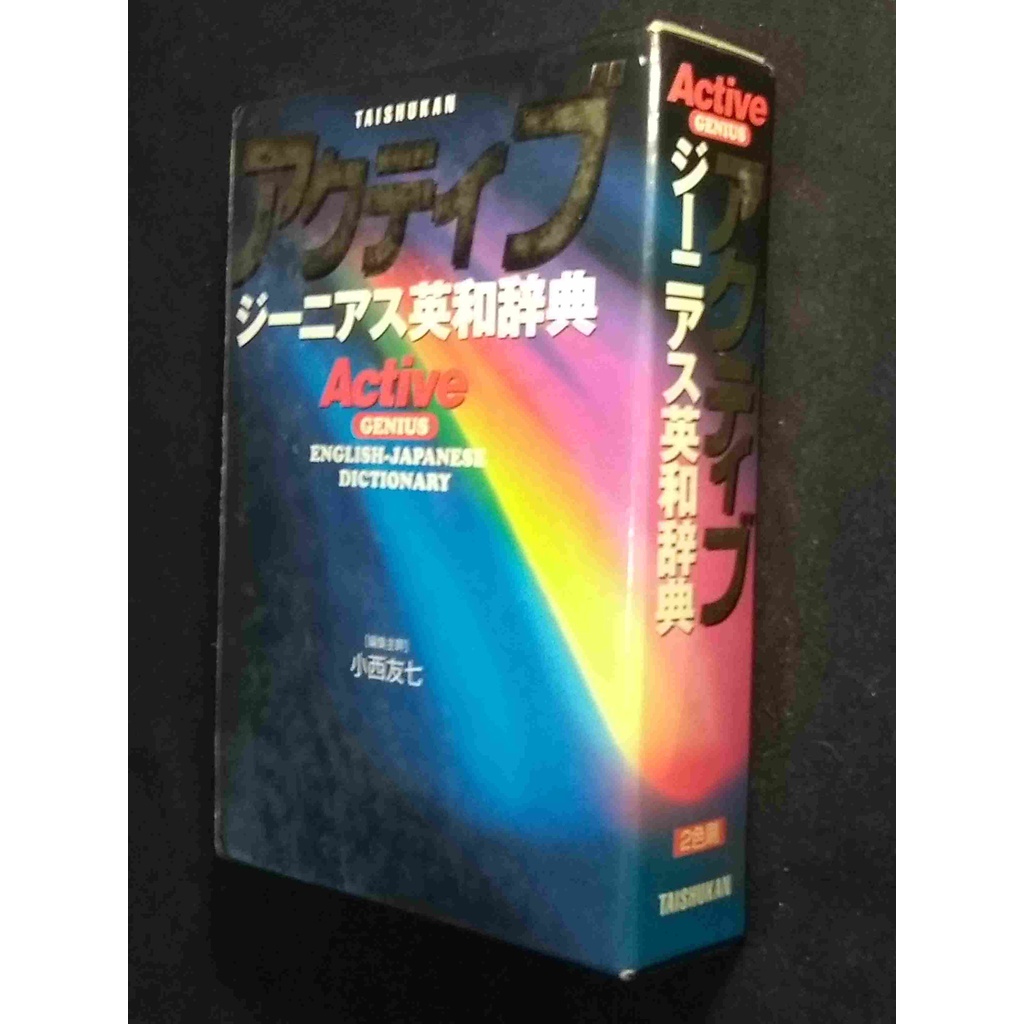 TAISHUKAN
アクティブ
ジーニアス英和辞典
Active
GENIUS
ENGLISH-JAPANESE
DICTIONARY
[編集主幹]
小西友七
Active
GENIUS
アクティブ
ジーニアス英和辞典
2色刷
TAISHUKAN